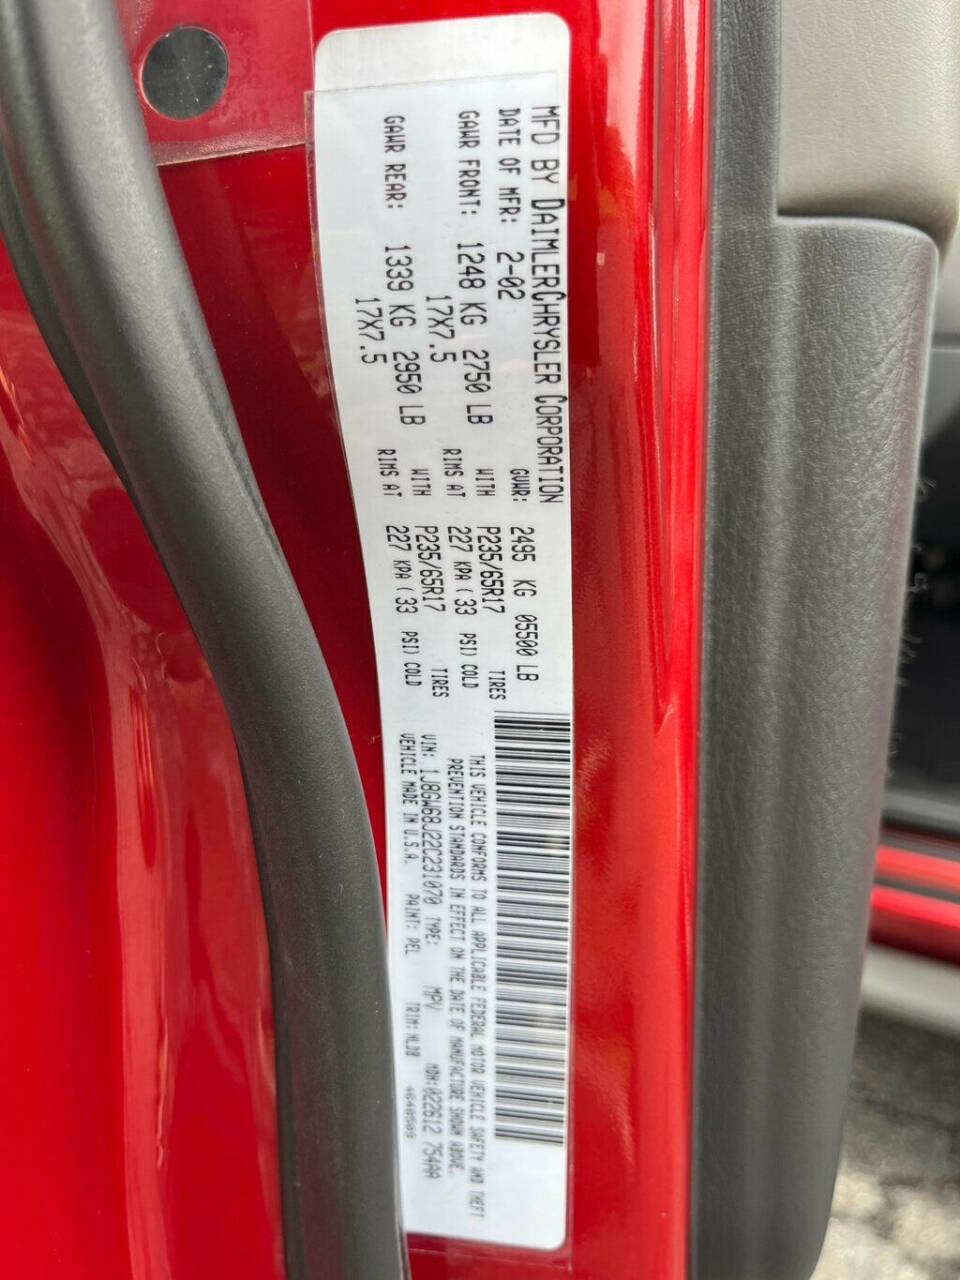 MFD BY DAIMLERCHRYSLER CORPORATION
DATE OF MFR: 2-02 GVWR: 2495 KG 05500 LB
GAWR FRONT: 1248 KG 2750 LB WITH P235/65R17 TIRES
17X7.5 RIMS AT 227 KPA ( 33 PSI) COLD
GAWR REAR: 1339 KG 2950 LB WITH P235/65R17 TIRES
17X7.5 RIMS AT 227 KPA ( 33 PSI) COLD
THIS VEHICLE CONFORMS TO ALL APPLICABLE FEDERAL MOTOR VEHICLE SAFETY AND THEFT
PREVENTION STANDARDS IN EFFECT ON THE DATE OF MANUFACTURE SHOWN ABOVE.
VIN: 1J8GW68J22C231070 TYPE: MPV MDH:022612 754AA
VEHICLE MADE IN U.S.A. PAINT: PEL TRIM: